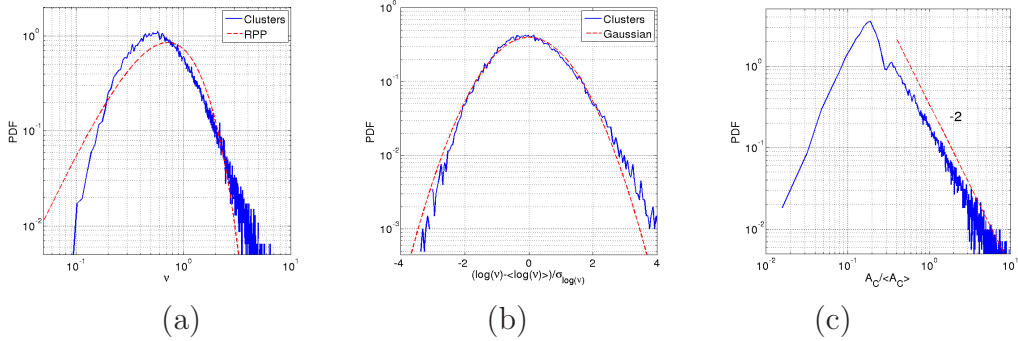 10^0
10^-1
10^-2
PDF
10^-1 10^0 10^1
ν
Clusters
RPP
(a)
10^0
10^-1
10^-2
10^-3
PDF
-4 -2 0 2 4
(log(ν)-<log(ν)>)/σ_log(ν)
Clusters
Gaussian
(b)
10^0
10^-1
10^-2
PDF
-2
10^-2 10^-1 10^0 10^1
A_C/<A_C>
(c)